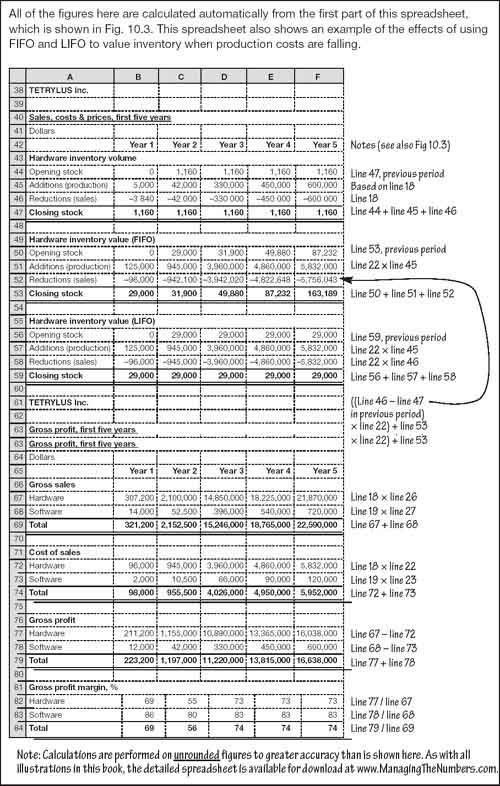 All of the figures here are calculated automatically from the first part of this spreadsheet,
which is shown in Fig. 10.3. This spreadsheet also shows an example of the effects of using
FIFO and LIFO to value inventory when production costs are falling.
A B C D E F
38 TETRYLUS Inc.
39
40 Sales, costs & prices, first five years
41 Dollars
42 Year 1 Year 2 Year 3 Year 4 Year 5 Notes (see also Fig 10.3)
43 Hardware inventory volume
44 Opening stock 0 1,160 1,160 1,160 1,160 Line 47, previous period
45 Additions (production) 5,000 42,000 330,000 450,000 600,000 Based on line 18
46 Reductions (sales) -3 840 -42 000 -330 000 -450 000 -600 000 Line 18
47 Closing stock 1,160 1,160 1,160 1,160 1,160 Line 44 + line 45 + line 46
48
49 Hardware inventory value (FIFO)
50 Opening stock 0 29,000 31,900 49,880 87,232 Line 53, previous period
51 Additions (production) 125,000 945,000 3,960,000 4,860,000 5,832,000 Line 22 × line 45
52 Reductions (sales) -96,000 -942,100 -3,942,020 -4,822,648 -5,756,043
53 Closing stock 29,000 31,900 49,880 87,232 163,189 Line 50 + line 51 + line 52
54
55 Hardware inventory value (LIFO)
56 Opening stock 0 29,000 29,000 29,000 29,000 Line 59, previous period
57 Additions (production) 125,000 945,000 3,960,000 4,860,000 5,832,000 Line 22 × line 45
58 Reductions (sales) -96,000 -945,000 -3,960,000 -4,860,000 -5,832,000 Line 22 × line 46
59 Closing stock 29,000 29,000 29,000 29,000 29,000 Line 56 + line 57 + line 58
60
61 TETRYLUS Inc. ((Line 46 – line 47
62 in previous period)
63 Gross profit, first five years × line 22) + line 53
63 Gross profit, first five years × line 22) + line 53
64 Dollars
65 Year 1 Year 2 Year 3 Year 4 Year 5
66 Gross sales
67 Hardware 307,200 2,100,000 14,850,000 18,225,000 21,870,000 Line 18 × line 26
68 Software 14,000 52,500 396,000 540,000 720,000 Line 19 × line 27
69 Total 321,200 2,152,500 15,246,000 18,765,000 22,590,000 Line 67 + line 68
70
71 Cost of sales
72 Hardware 96,000 945,000 3,960,000 4,860,000 5,832,000 Line 18 × line 22
73 Software 2,000 10,500 66,000 90,000 120,000 Line 19 × line 23
74 Total 98,000 955,500 4,026,000 4,950,000 5,952,000 Line 72 + line 73
75
76 Gross profit
77 Hardware 211,200 1,155,000 10,890,000 13,365,000 16,038,000 Line 67 – line 72
78 Software 12,000 42,000 330,000 450,000 600,000 Line 68 – line 73
79 Total 223,200 1,197,000 11,220,000 13,815,000 16,638,000 Line 77 + line 78
80
81 Gross profit margin, %
82 Hardware 69 55 73 73 73 Line 77 / line 67
83 Software 86 80 83 83 83 Line 78 / line 68
84 Total 69 56 74 74 74 Line 79 / line 69
Note: Calculations are performed on unrounded figures to greater accuracy than is shown here. As with all
illustrations in this book, the detailed spreadsheet is available for download at www.ManagingTheNumbers.com.